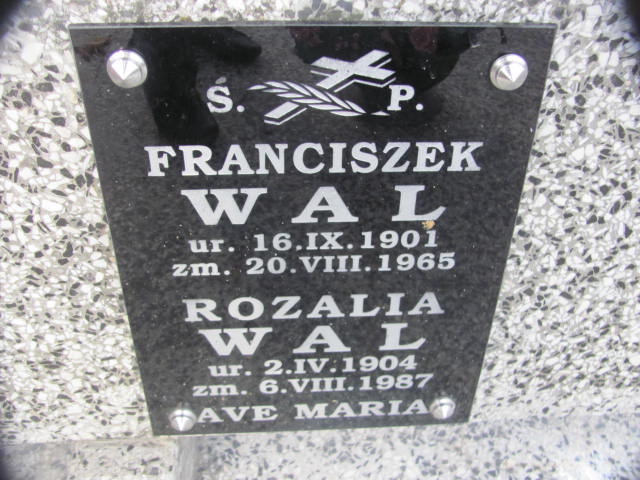 Ś. P.
FRANCISZEK
WAL
ur. 16.IX.1901
zm. 20.VIII.1965
ROZALIA
WAL
ur. 2.IV.1904
zm. 6.VIII.1987
AVE MARIA